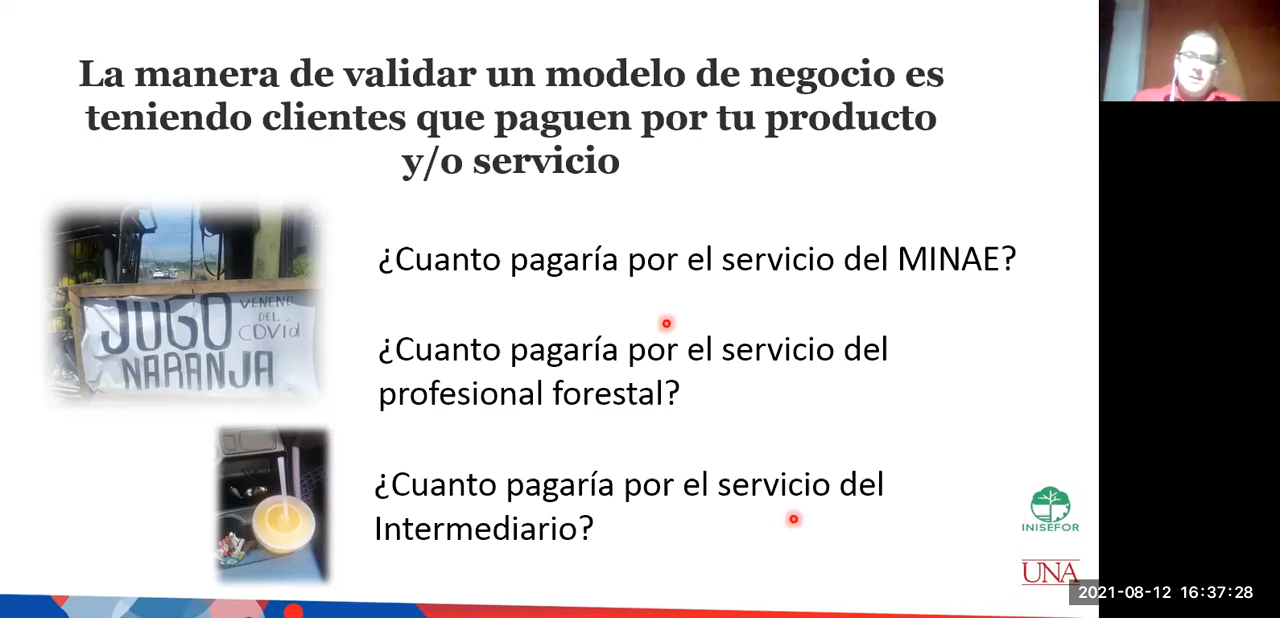 La manera de validar un modelo de negocio es
teniendo clientes que paguen por tu producto
y/o servicio
JUGO
NARANJA
VENENO
DEL
COVId
¿Cuanto pagaría por el servicio del MINAE?
¿Cuanto pagaría por el servicio del
profesional forestal?
¿Cuanto pagaría por el servicio del
Intermediario?
INISEFOR
UNA
2021-08-12 16:37:28